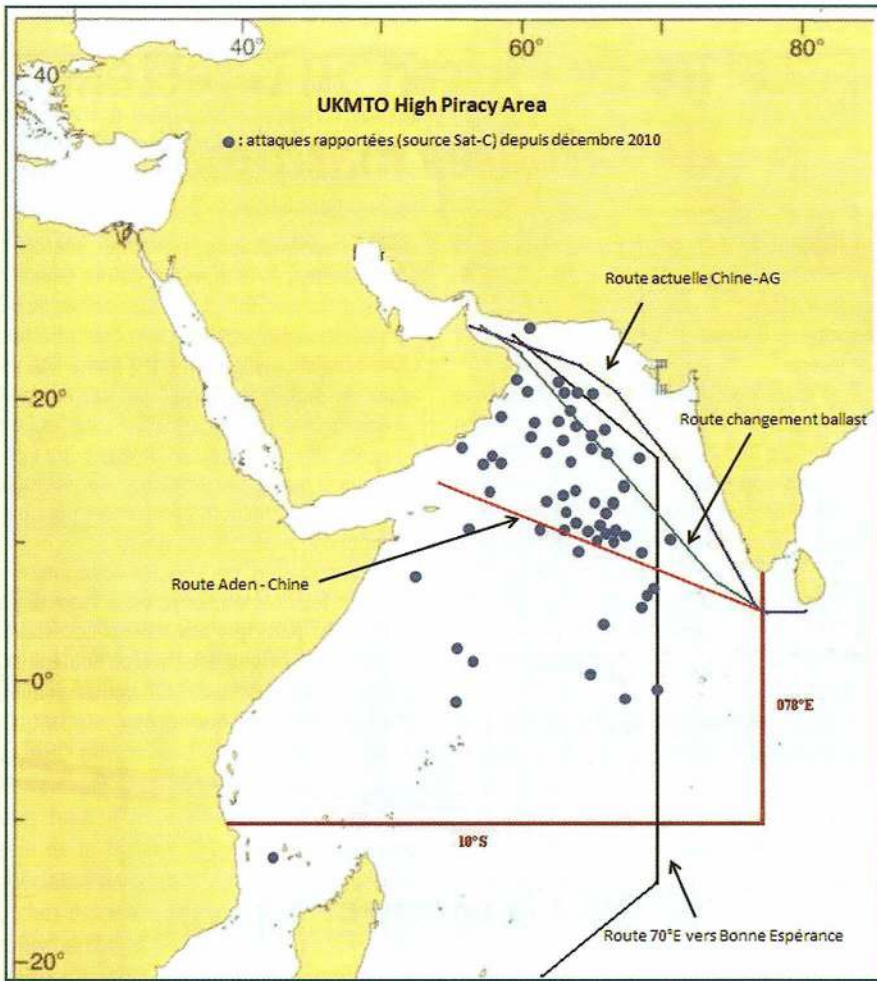 40° 60° 80°
40°
UKMTO High Piracy Area
: attaques rapportées (source Sat-C) depuis décembre 2010
Route actuelle Chine-AG
20°
Route changement ballast
Route Aden - Chine
0°
078°E
10°S
Route 70°E vers Bonne Espérance
20°